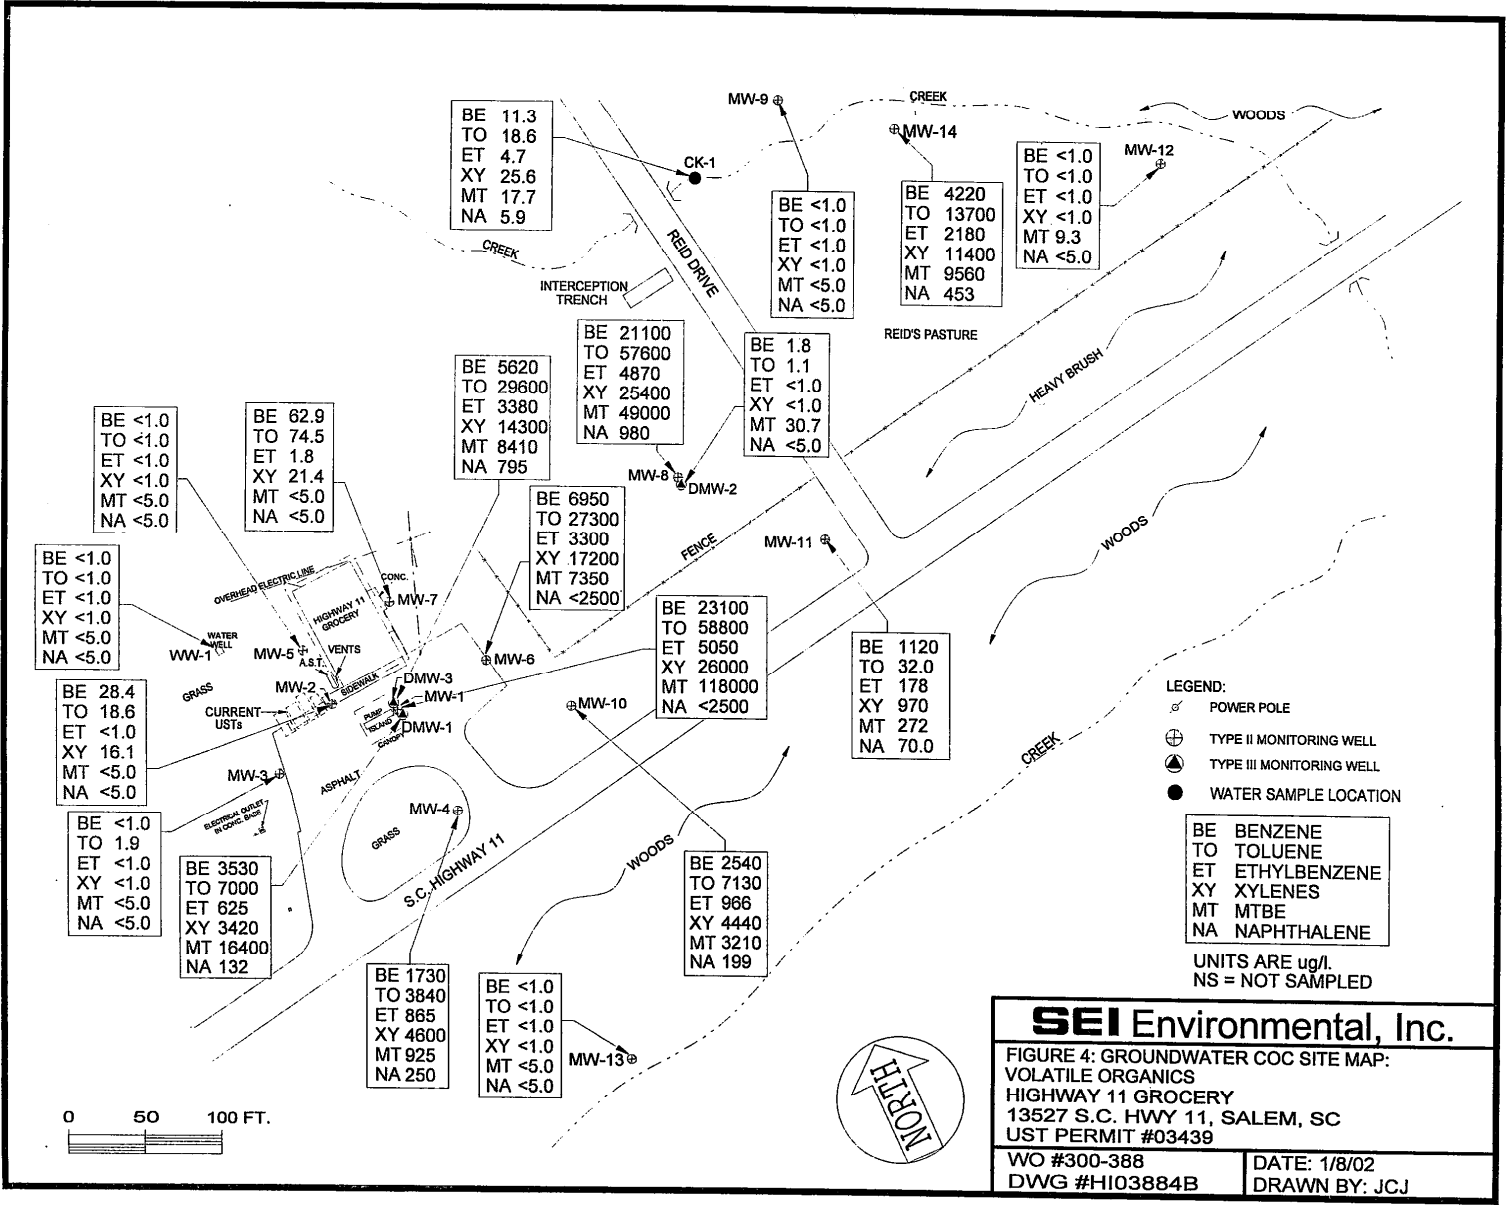 MW-9
CREEK
WOODS
MW-14
MW-12
BE 11.3
TO 18.6
ET 4.7
XY 25.6
MT 17.7
NA 5.9
CK-1
BE <1.0
TO <1.0
ET <1.0
XY <1.0
MT 9.3
NA <5.0
BE 4220
TO 13700
ET 2180
XY 11400
MT 9560
NA 453
BE <1.0
TO <1.0
ET <1.0
XY <1.0
MT <5.0
NA <5.0
CREEK
REID DRIVE
INTERCEPTION
TRENCH
REID'S PASTURE
HEAVY BRUSH
BE 21100
TO 57600
ET 4870
XY 25400
MT 49000
NA 980
BE 1.8
TO 1.1
ET <1.0
XY <1.0
MT 30.7
NA <5.0
BE 5620
TO 29600
ET 3380
XY 14300
MT 8410
NA 795
BE <1.0
TO <1.0
ET <1.0
XY <1.0
MT <5.0
NA <5.0
BE 62.9
TO 74.5
ET 1.8
XY 21.4
MT <5.0
NA <5.0
MW-8
DMW-2
BE 6950
TO 27300
ET 3300
XY 17200
MT 7350
NA <2500
FENCE
MW-11
WOODS
BE <1.0
TO <1.0
ET <1.0
XY <1.0
MT <5.0
NA <5.0
OVERHEAD ELECTRIC LINE
CONC.
HIGHWAY 11
GROCERY
MW-7
WATER
WELL
WW-1
MW-5
A.S.T.
VENTS
MW-6
BE 23100
TO 58800
ET 5050
XY 26000
MT 118000
NA <2500
BE 1120
TO 32.0
ET 178
XY 970
MT 272
NA 70.0
GRASS
MW-2
SIDEWALK
DMW-3
MW-1
DMW-1
PUMP
ISLAND
CANOPY
CURRENT
USTs
MW-10
BE 28.4
TO 18.6
ET <1.0
XY 16.1
MT <5.0
NA <5.0
MW-3
ASPHALT
ELECTRICAL OUTLET
IN CONC. BASE
MW-4
GRASS
S.C. HIGHWAY 11
WOODS
CREEK
BE <1.0
TO 1.9
ET <1.0
XY <1.0
MT <5.0
NA <5.0
BE 3530
TO 7000
ET 625
XY 3420
MT 16400
NA 132
BE 2540
TO 7130
ET 966
XY 4440
MT 3210
NA 199
BE 1730
TO 3840
ET 865
XY 4600
MT 925
NA 250
BE <1.0
TO <1.0
ET <1.0
XY <1.0
MT <5.0
NA <5.0
MW-13
LEGEND:
POWER POLE
TYPE II MONITORING WELL
TYPE III MONITORING WELL
WATER SAMPLE LOCATION
BE BENZENE
TO TOLUENE
ET ETHYLBENZENE
XY XYLENES
MT MTBE
NA NAPHTHALENE
UNITS ARE ug/l.
NS = NOT SAMPLED
NORTH
0 50 100 FT.
SEI Environmental, Inc.
FIGURE 4: GROUNDWATER COC SITE MAP:
VOLATILE ORGANICS
HIGHWAY 11 GROCERY
13527 S.C. HWY 11, SALEM, SC
UST PERMIT #03439
WO #300-388
DWG #HI03884B
DATE: 1/8/02
DRAWN BY: JCJ